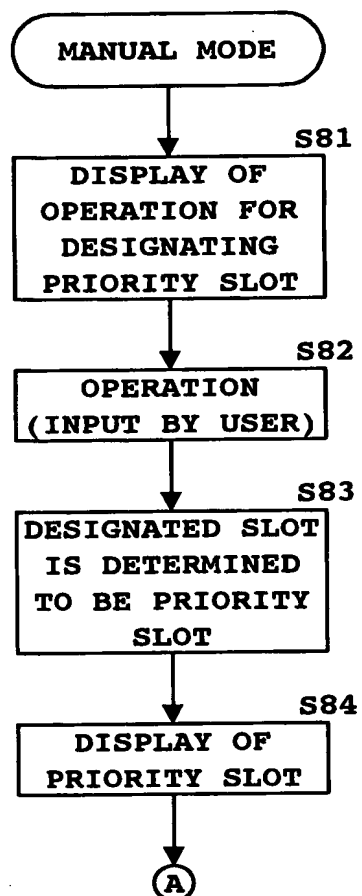 MANUAL MODE
S81
DISPLAY OF
OPERATION FOR
DESIGNATING
PRIORITY SLOT
S82
OPERATION
(INPUT BY USER)
S83
DESIGNATED SLOT
IS DETERMINED
TO BE PRIORITY
SLOT
S84
DISPLAY OF
PRIORITY SLOT
A